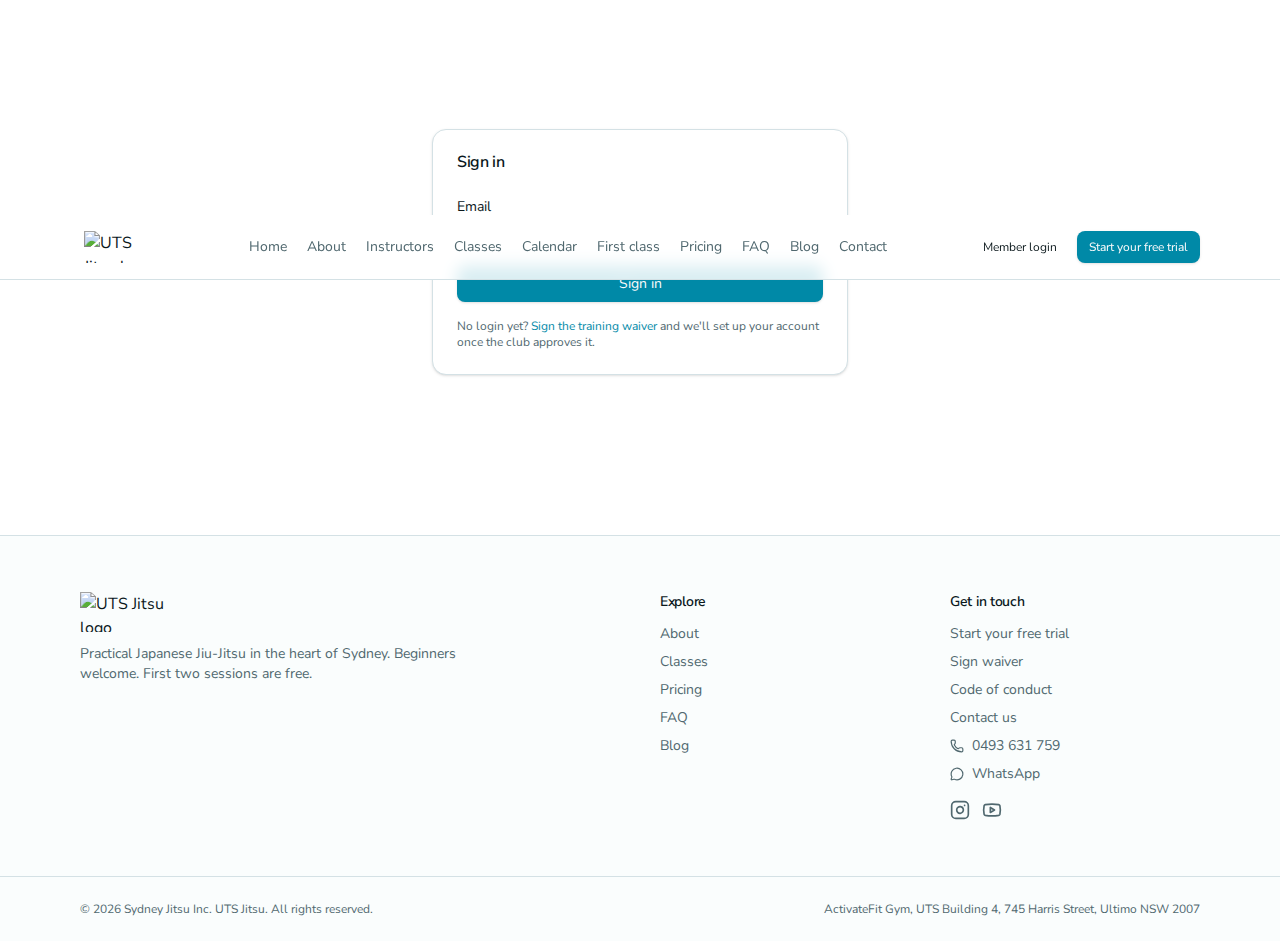 Sign in
Email
UTS
Home About Instructors Classes Calendar First class Pricing FAQ Blog Contact
Member login
Start your free trial
Sign in
No login yet? Sign the training waiver and we'll set up your account
once the club approves it.
UTS Jitsu
logo
Practical Japanese Jiu-Jitsu in the heart of Sydney. Beginners
welcome. First two sessions are free.
Explore
About
Classes
Pricing
FAQ
Blog
Get in touch
Start your free trial
Sign waiver
Code of conduct
Contact us
0493 631 759
WhatsApp
© 2026 Sydney Jitsu Inc. UTS Jitsu. All rights reserved.
ActivateFit Gym, UTS Building 4, 745 Harris Street, Ultimo NSW 2007